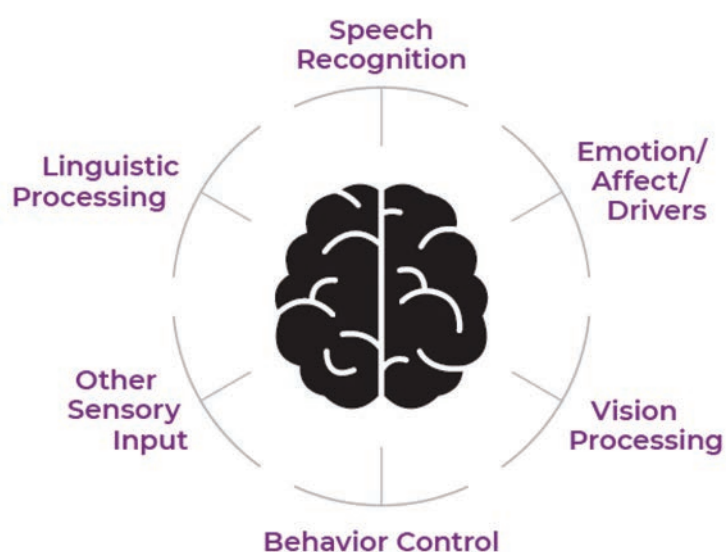 Speech
Recognition
Emotion/
Affect/
Drivers
Vision
Processing
Behavior Control
Other
Sensory
Input
Linguistic
Processing